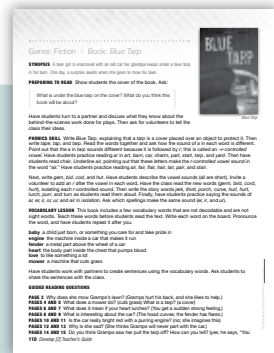 Genre: Fiction • Book: Blue Tarp
SYNOPSIS A teen girl is enamored with an old car her grandpa keeps under a blue tarp
in his barn. One day, a surprise awaits her when she goes to mow his lawn.
PREPARING TO READ Show students the cover of the book. Ask:
What is under the blue tarp on the cover? What do you think this
book will be about?
BLUE
TARP
Blue Tarp
Have students turn to a partner and discuss what they know about the
behind-the-scenes work done for plays. Then ask for volunteers to tell the
class their ideas.
PHONICS SKILL Write Blue Tarp, explaining that a tarp is a cover placed over an object to protect it. Then
write tape, tap, and tarp. Read the words together and ask how the sound of a in each word is different.
Point out that the a in tarp sounds different because it is followed by r; this is called an r-controlled
vowel. Have students practice reading ar in art, barn, car, charm, part, start, tarp, and yard. Then have
students read chair. Underline air, pointing out that these letters make the r-controlled vowel sound in
the word "air." Have students practice reading air, fair, flair, hair, lair, pair, and stair.
Next, write gem, bid, cod, and hut. Have students describe the vowel sounds (all are short). Invite a
volunteer to add an r after the vowel in each word. Have the class read the new words (germ, bird, cord,
hurt), isolating each r-controlled sound. Then write the story words jerk, third, porch, curve, hurl, hurt,
lurch, purr, and turn as students read them aloud. Finally, have students practice saying the sounds of
ar, er, ir, or, ur, and air in isolation. Ask which spellings make the same sound (er, ir, and ur).
VOCABULARY LESSON This book includes a few vocabulary words that are not decodable and are not
sight words. Teach these words before students read the text. Write each word on the board. Pronounce
the word, and have students repeat it after you.
baby a child just born, or something you care for and take pride in
engine the machine inside a car that makes it run
fender a metal part above the wheel of a car
heart the body part inside the chest that pumps blood
love to like something a lot
mower a machine that cuts grass
Have students work with partners to create sentences using the vocabulary words. Ask students to
share the sentences with the class.
GUIDED READING QUESTIONS
PAGE 3 Why does she mow Gramps's lawn? (Gramps hurt his back, and she likes to help.)
PAGES 4 AND 5 What does a mower do? (cuts grass) What is a tarp? (a cover)
PAGES 6 AND 7 What does it mean if your heart lurches? (You get a sudden strong feeling.)
PAGES 8 AND 9 What is interesting about the car? (The hood curves; the fender has flares.)
PAGES 10 AND 11 Is the car really bright red with a purring engine? (no; she imagines this)
PAGES 12 AND 13 Why is she sad? (She thinks Gramps will never part with the car.)
PAGES 14 AND 15 Do you think Gramps saw her pull the tarp off? How can you tell? (yes; he says, "You
110 Develop (2) Teacher's Guide